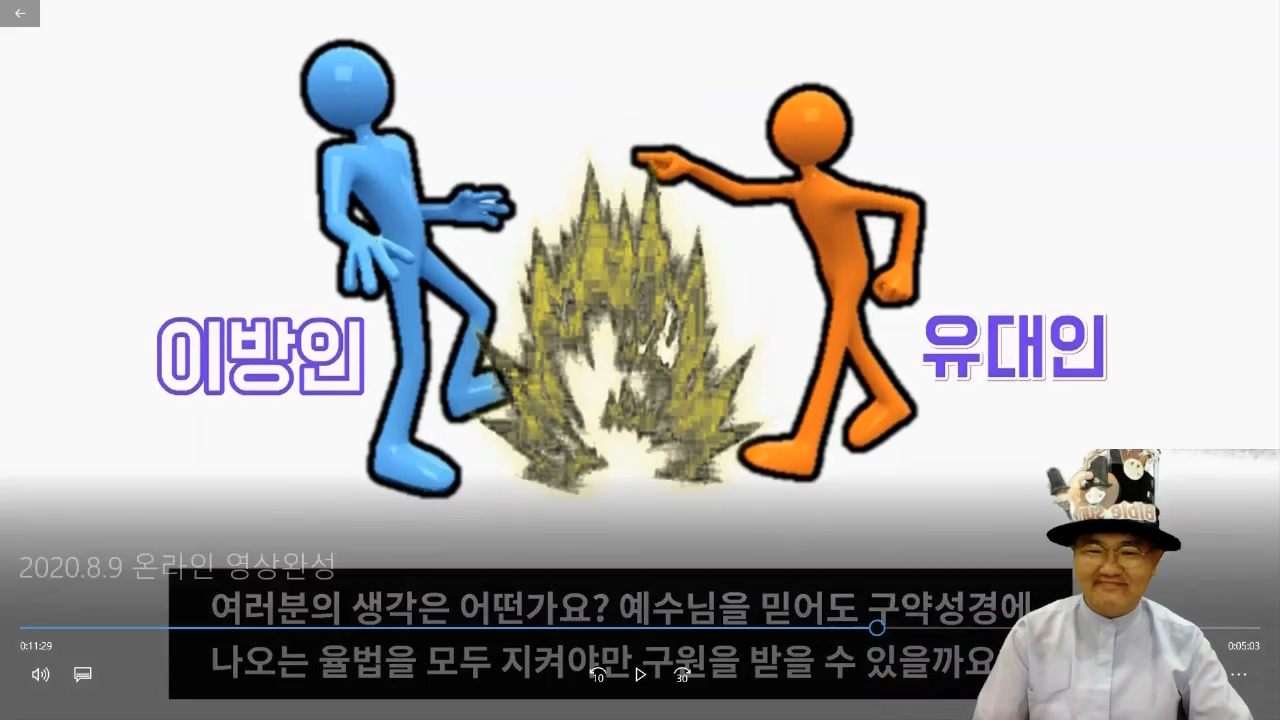 이방인
유대인
2020.8.9 온라인 영상완성
여러분의 생각은 어떤가요? 예수님을 믿어도 구약성경에
나오는 율법을 모두 지켜야만 구원을 받을 수 있을까요
0:11:29
0:05:03
10
30